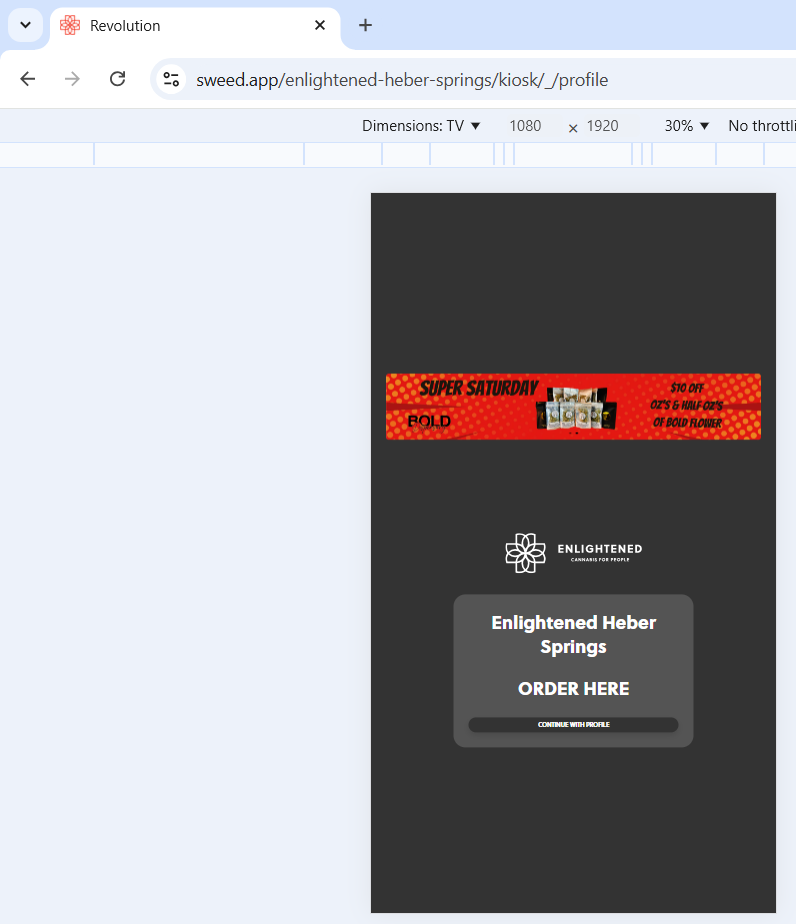 Revolution
sweed.app/enlightened-heber-springs/kiosk/_/profile
Dimensions: TV 1080 × 1920 30% No throttli
SUPER SATURDAY
BOLD
$10 OFF
OZ'S & HALF OZ'S
OF BOLD FLOWER
ENLIGHTENED
CANNABIS FOR PEOPLE
Enlightened Heber
Springs
ORDER HERE
CONTINUE WITH PROFILE